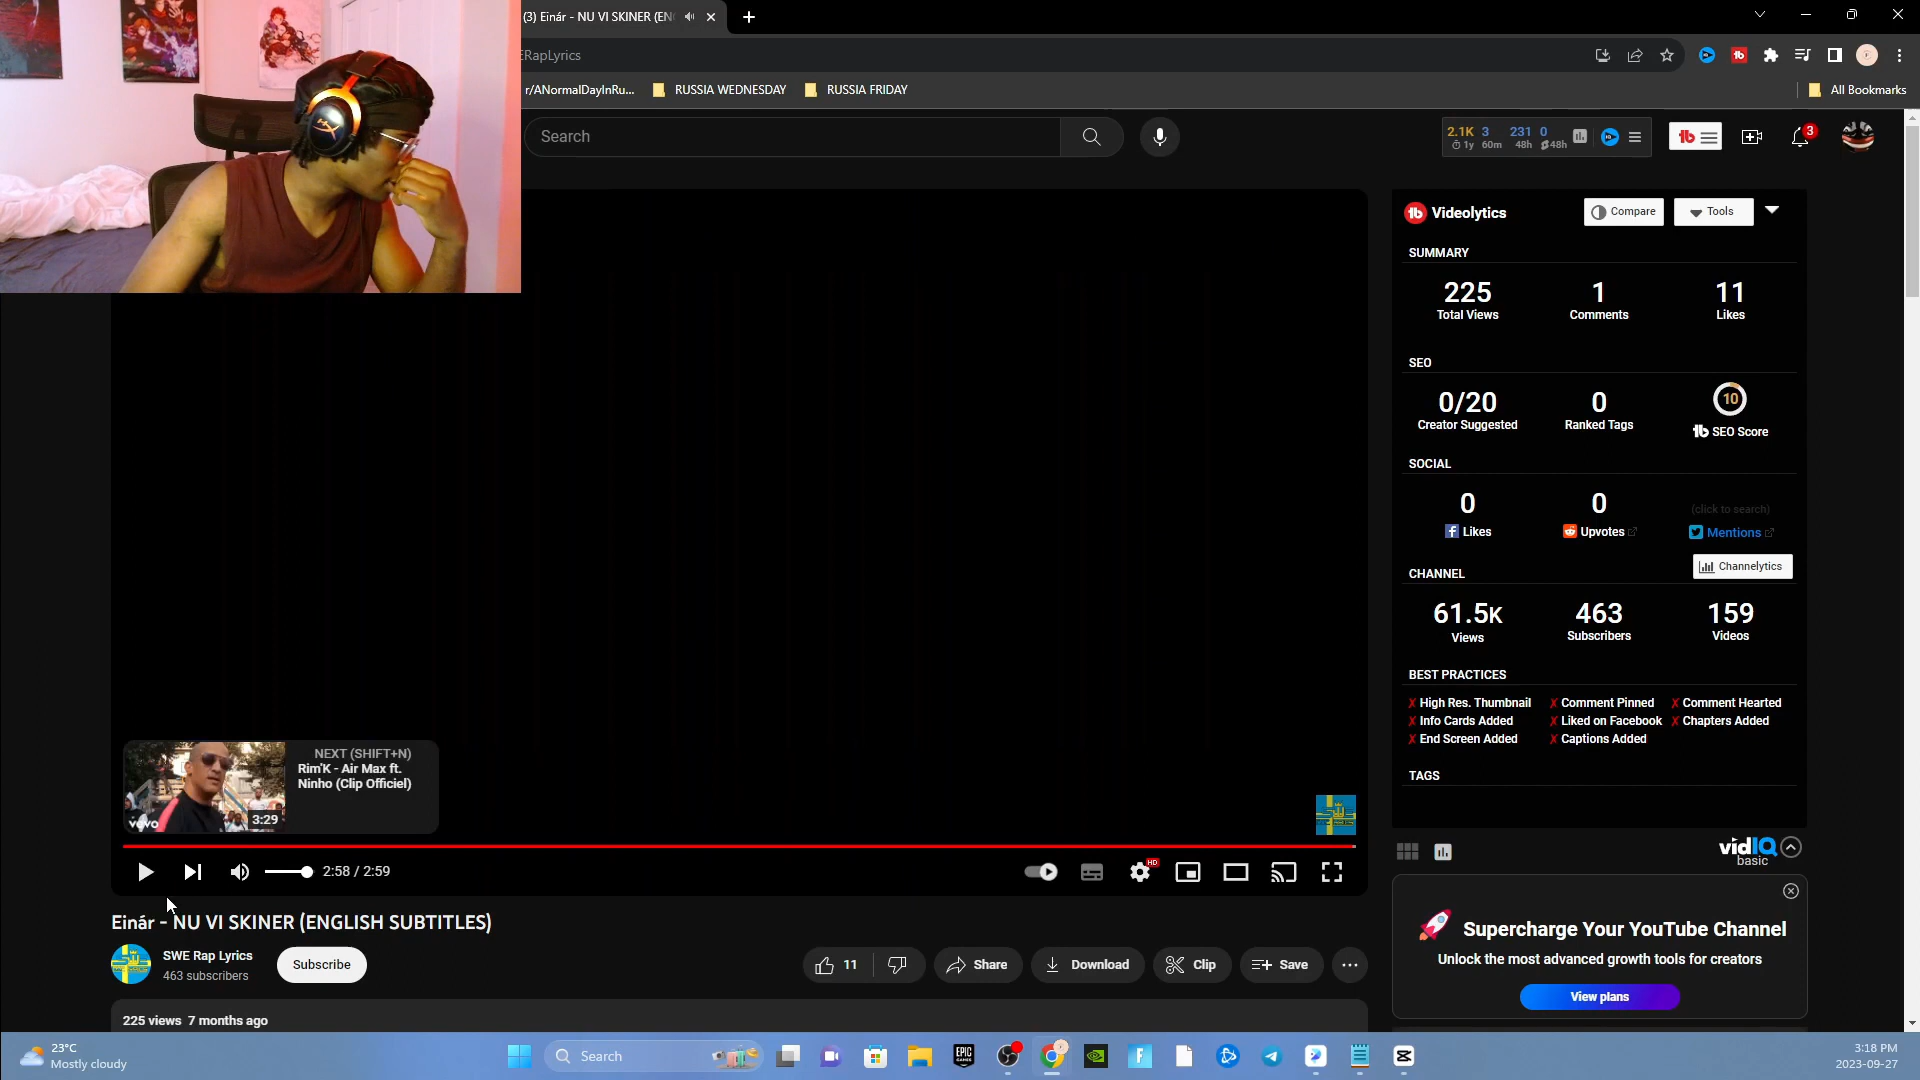 (3) Einár - NU VI SKINER (EN
ERapLyrics
r/ANormalDayInRu...
RUSSIA WEDNESDAY
RUSSIA FRIDAY
All Bookmarks
Search
2.1K 3 231 0
1y 60m 48h 48h
3
Videolytics
Compare
Tools
SUMMARY
225 1 11
Total Views Comments Likes
SEO
0/20 0 10
Creator Suggested Ranked Tags SEO Score
SOCIAL
0 0 (click to search)
Likes Upvotes Mentions
CHANNEL
Channelytics
61.5K 463 159
Views Subscribers Videos
BEST PRACTICES
High Res. Thumbnail Comment Pinned Comment Hearted
Info Cards Added Liked on Facebook Chapters Added
End Screen Added Captions Added
TAGS
NEXT (SHIFT+N)
Rim'K - Air Max ft.
Ninho (Clip Officiel)
vevo
3:29
2:58 / 2:59
HD
Einár - NU VI SKINER (ENGLISH SUBTITLES)
SWE Rap Lyrics
463 subscribers
Subscribe
11
Share
Download
Clip
Save
225 views 7 months ago
vidIQ
basic
Supercharge Your YouTube Channel
Unlock the most advanced growth tools for creators
View plans
23°C
Mostly cloudy
Search
EPIC
GAMES
3:18 PM
2023-09-27